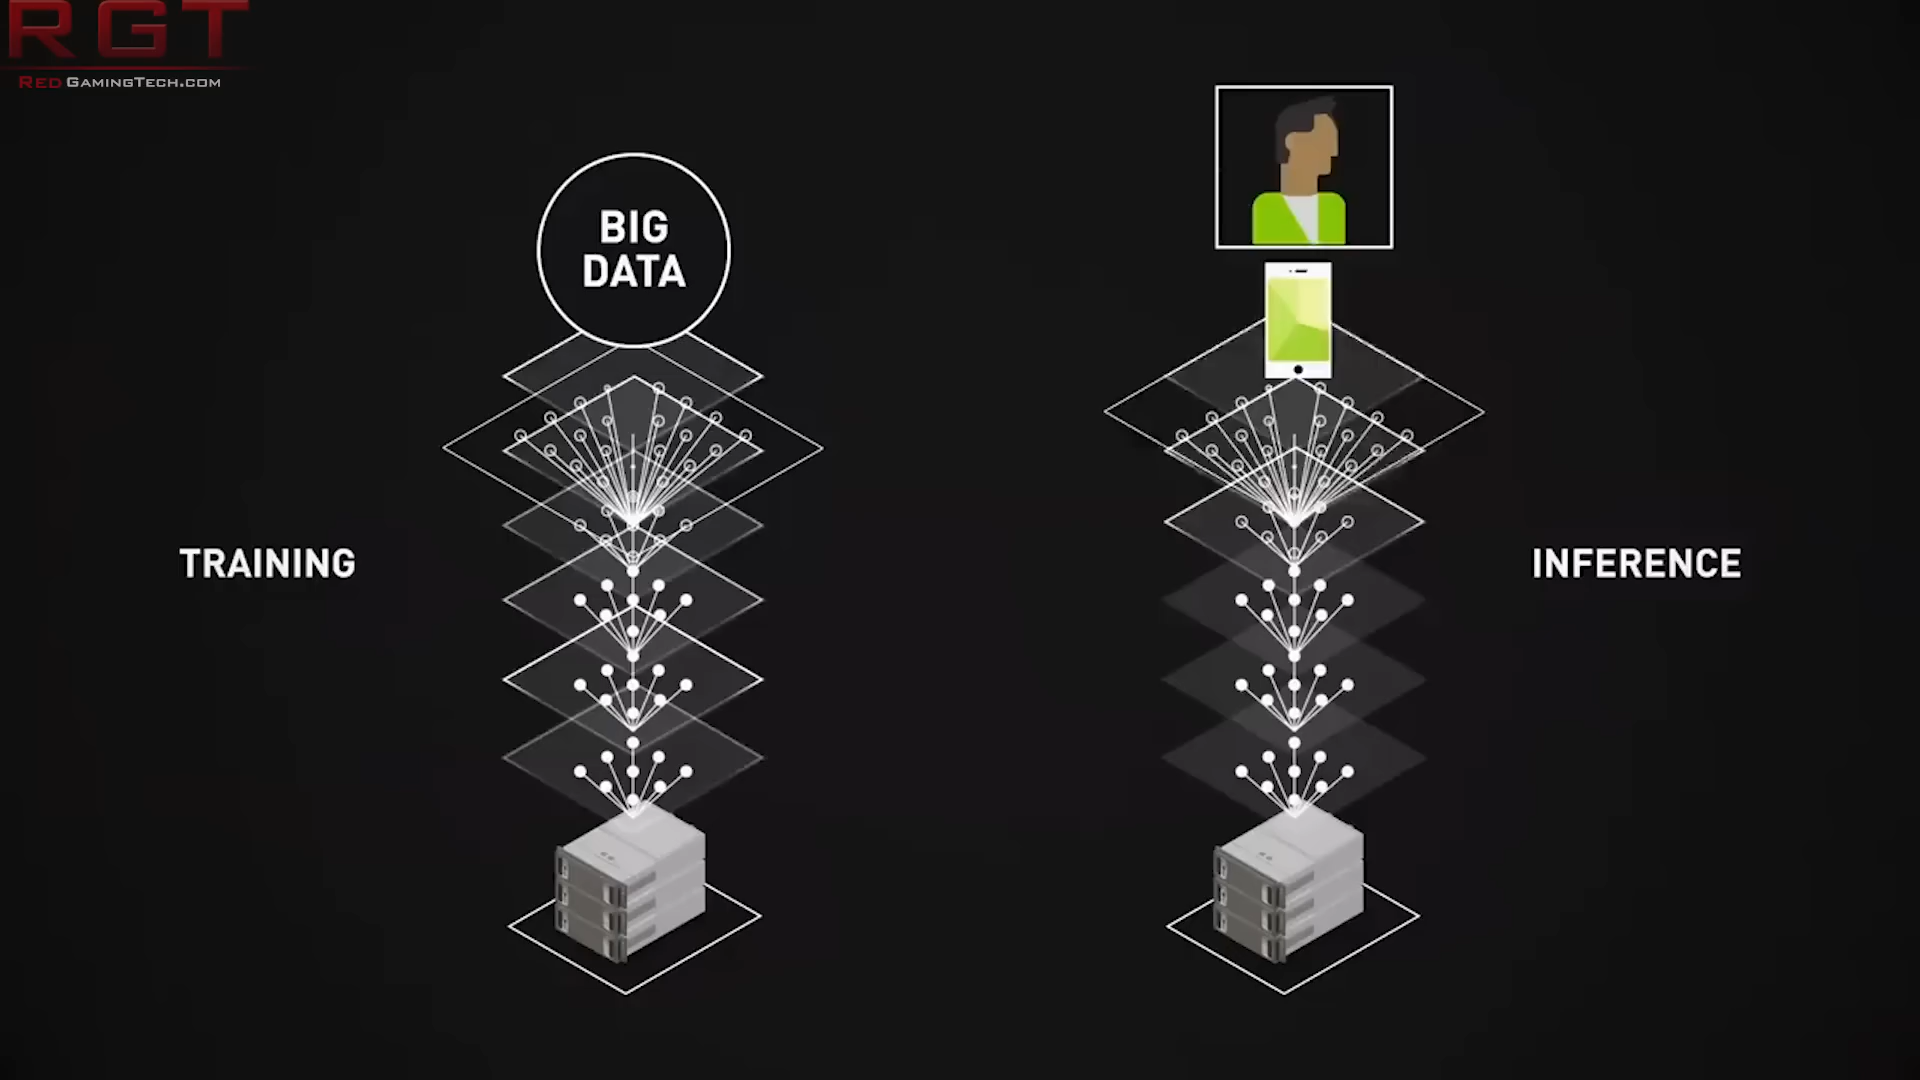 RGT
RED GAMINGTECH.COM
BIG
DATA
TRAINING
INFERENCE